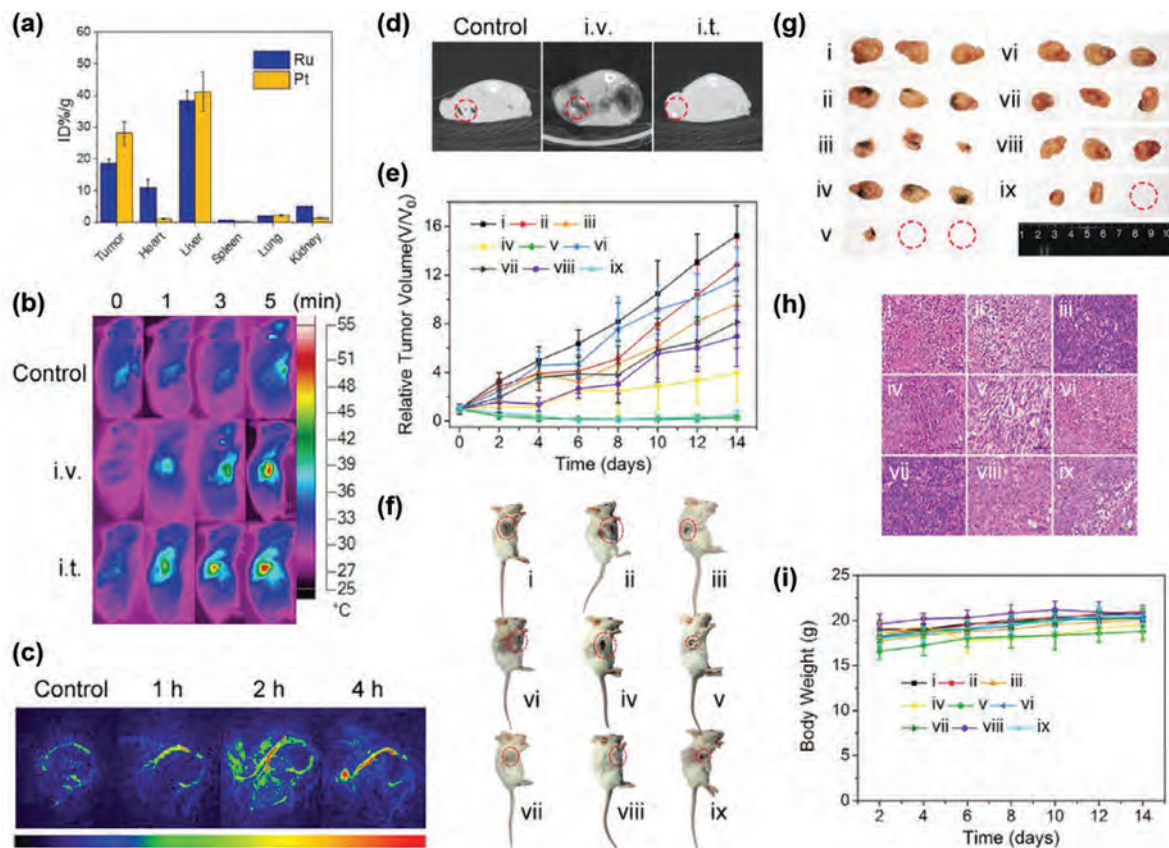 (a)
60
50
40
30
20
10
0
ID%/g
Ru
Pt
Tumor
Heart
Liver
Spleen
Lung
Kidney
(b)
0 1 3 5 (min)
Control
i.v.
i.t.
55
51
48
45
42
39
36
33
30
27
25
°C
(c)
Control 1 h 2 h 4 h
(d)
Control i.v. i.t.
(e)
16
12
8
4
0
Relative Tumor Volume(V/V₀)
i ii iii
iv v vi
vii viii ix
0 2 4 6 8 10 12 14
Time (days)
(f)
i ii iii
vi iv v
vii viii ix
(g)
i vi
ii vii
iii viii
iv ix
v
1 2 3 4 5 6 7 8 9 10
(h)
i ii iii
iv v vi
vii viii ix
(i)
25
20
15
10
5
0
Body Weight (g)
i ii iii
iv v vi
vii viii ix
2 4 6 8 10 12 14
Time (days)